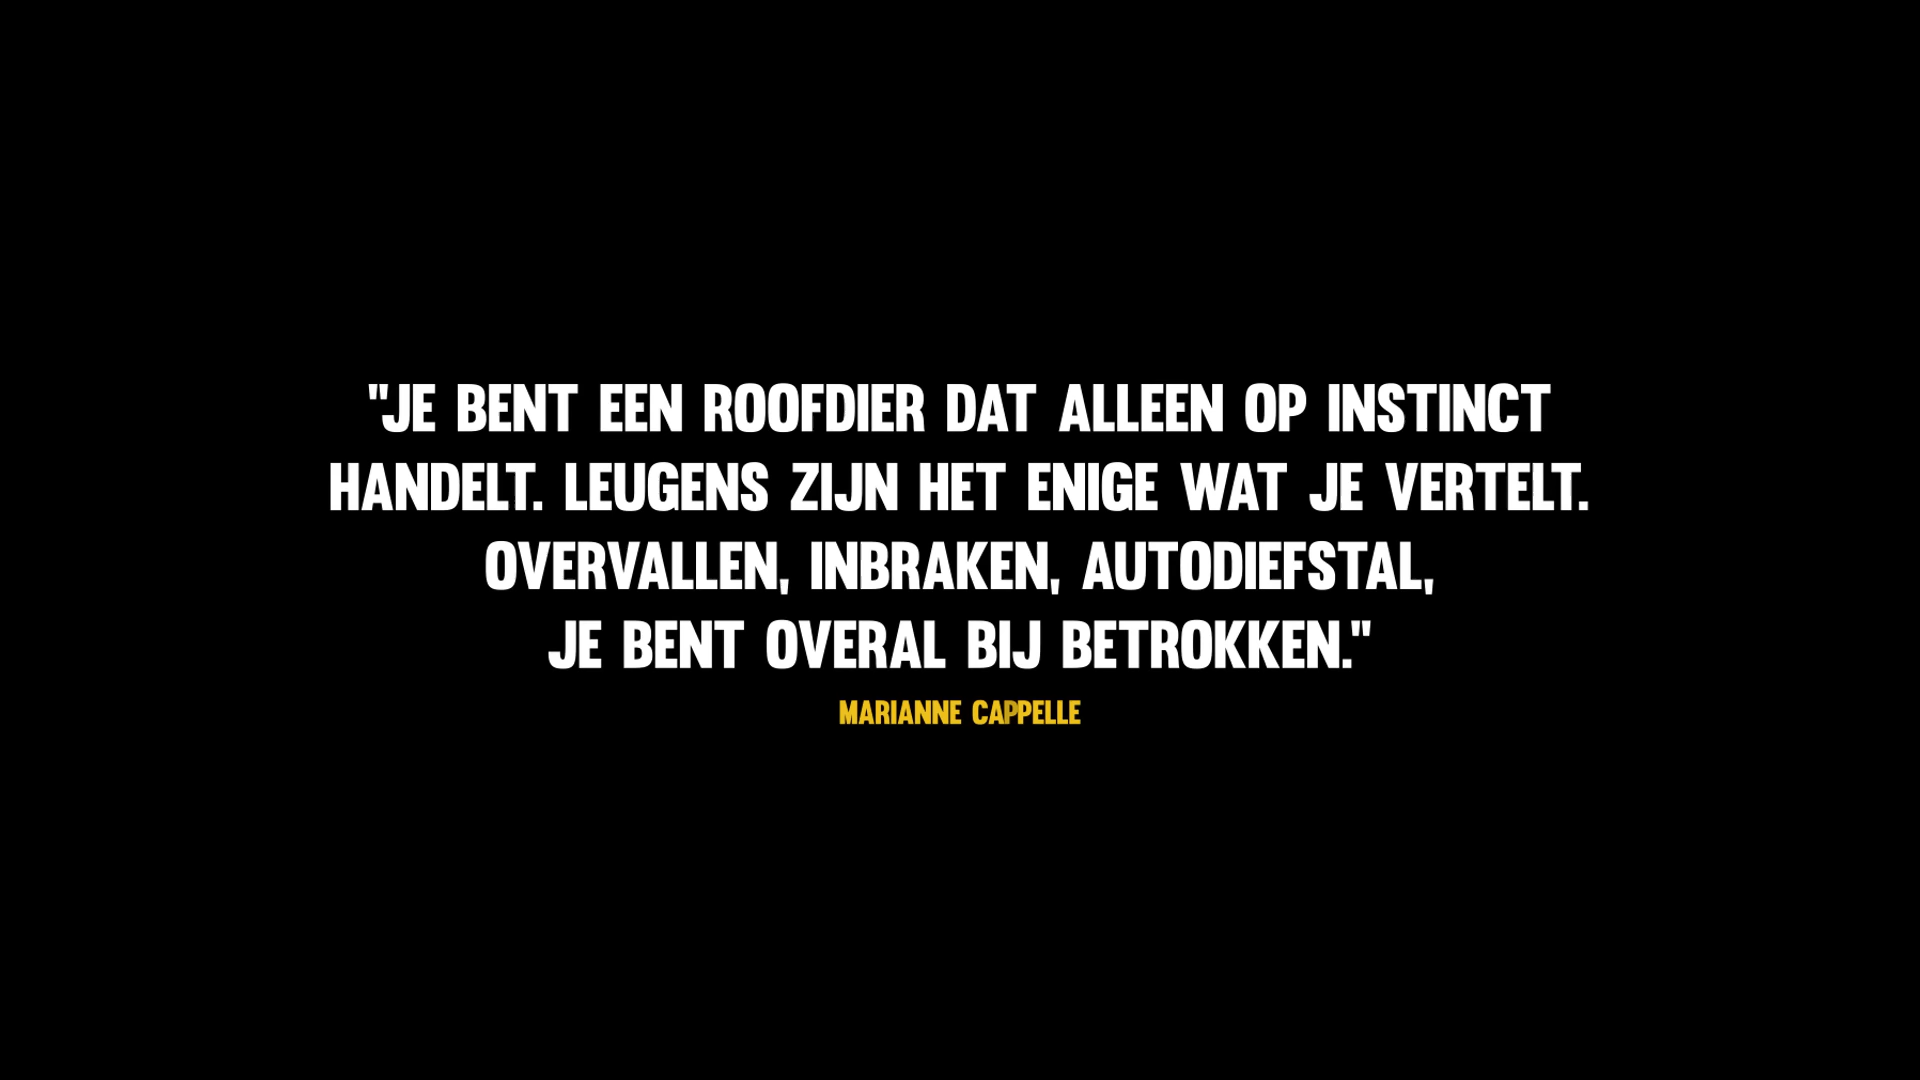 "JE BENT EEN ROOFDIER DAT ALLEEN OP INSTINCT
HANDELT. LEUGENS ZIJN HET ENIGE WAT JE VERTELT.
OVERVALLEN, INBRAKEN, AUTODIEFSTAL,
JE BENT OVERAL BIJ BETROKKEN."
MARIANNE CAPPELLE